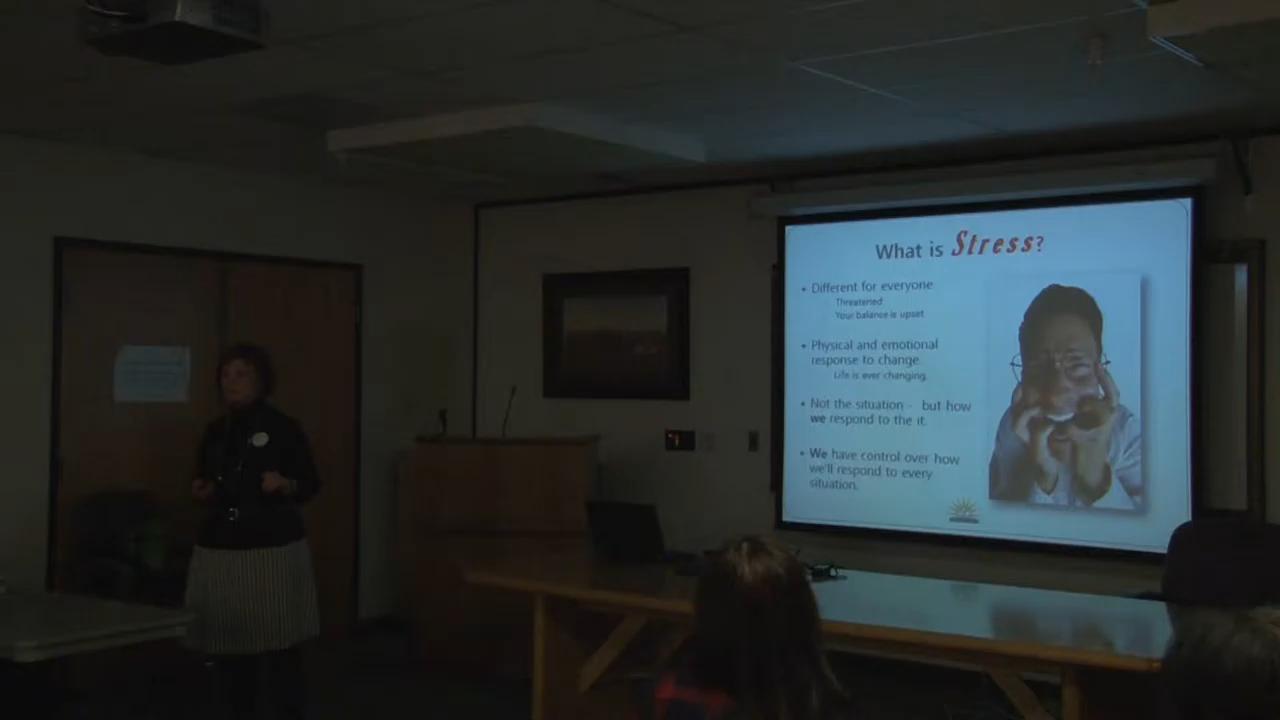 What is Stress?
• Different for everyone
Threatened
Your balance is upset
• Physical and emotional
response to change.
Life is ever changing.
• Not the situation - but how
we respond to the it.
• We have control over how
we'll respond to every
situation.